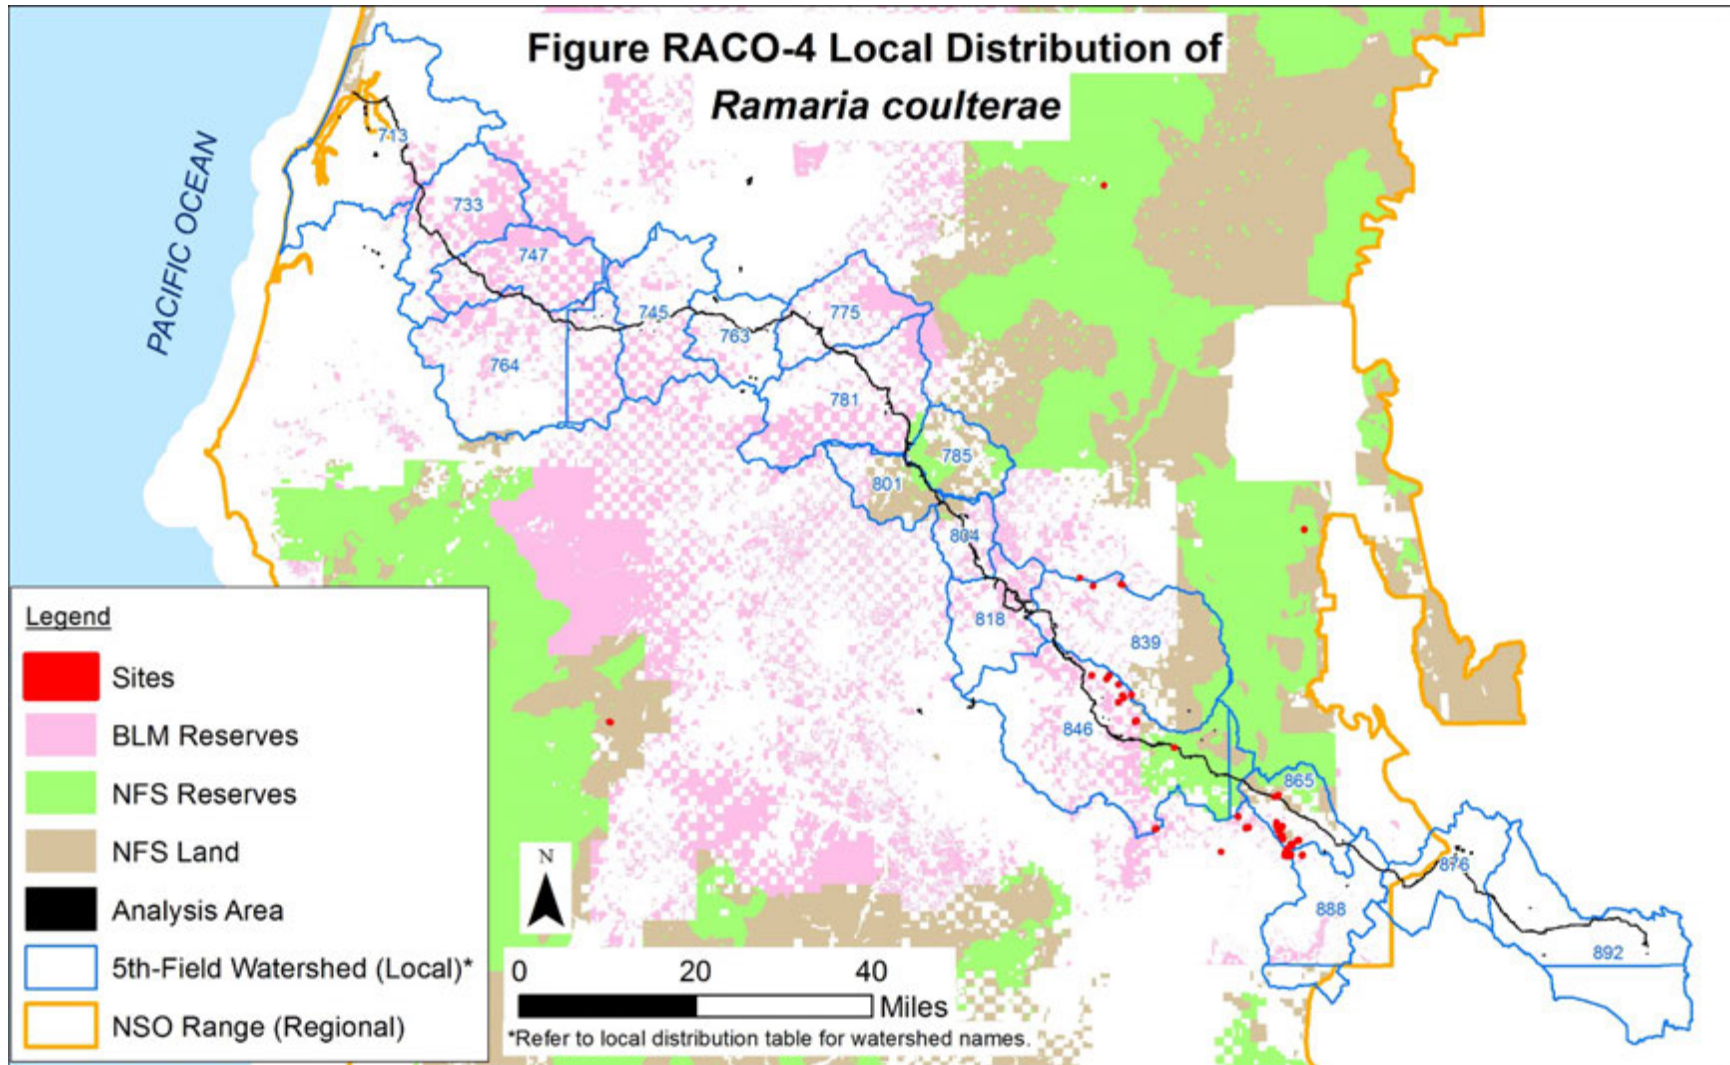 Figure RACO-4 Local Distribution of
Ramaria coulterae
PACIFIC OCEAN
713
733
747
745
775
763
764
781
785
801
804
818
839
846
865
876
888
892
Legend
Sites
BLM Reserves
NFS Reserves
NFS Land
Analysis Area
5th-Field Watershed (Local)*
NSO Range (Regional)
N
0 20 40
Miles
*Refer to local distribution table for watershed names.